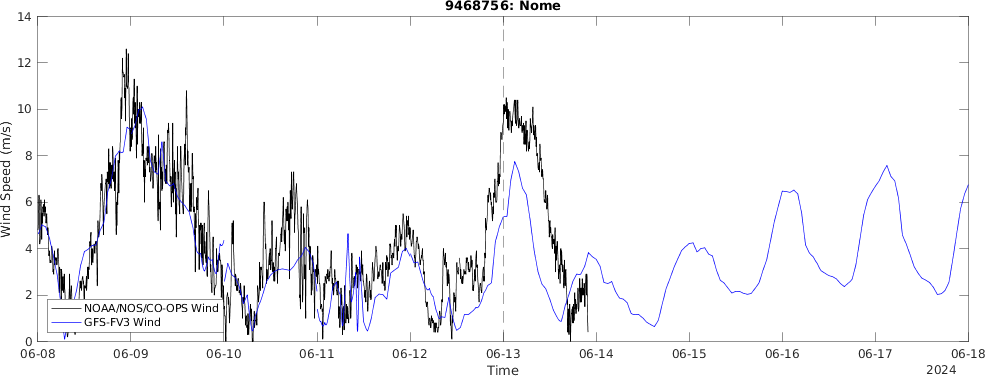 9468756: Nome
14
12
10
8
6
4
2
0
Wind Speed (m/s)
NOAA/NOS/CO-OPS Wind
GFS-FV3 Wind
06-08 06-09 06-10 06-11 06-12 06-13 06-14 06-15 06-16 06-17 06-18
Time
2024